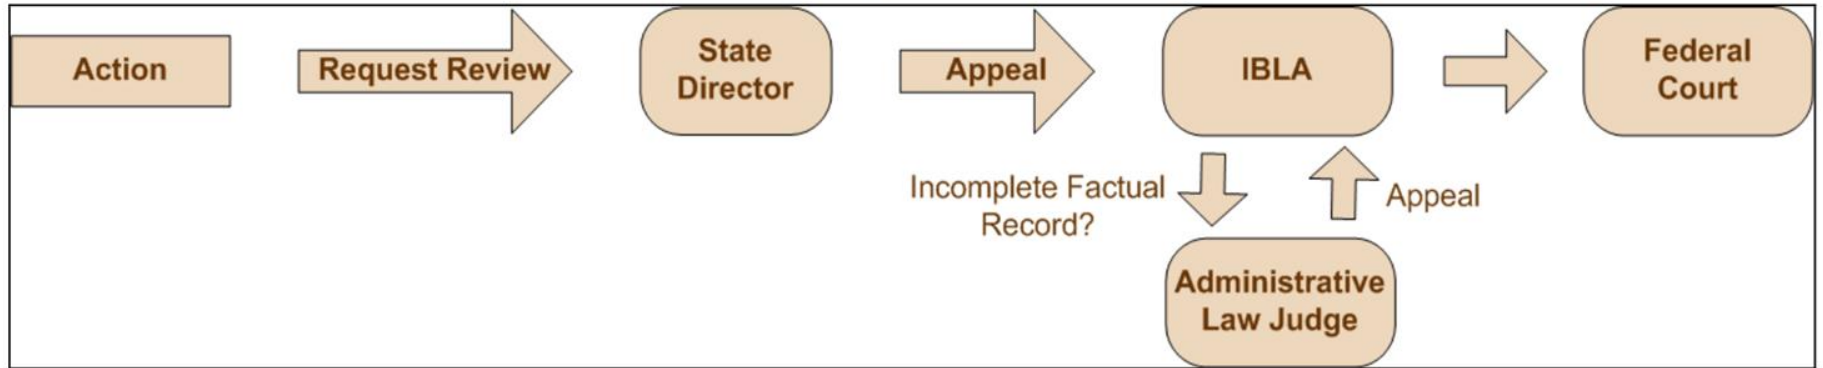 Action
Request Review
State
Director
Appeal
IBLA
Federal
Court
Incomplete Factual
Record?
Appeal
Administrative
Law Judge